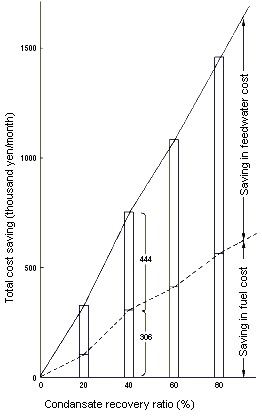 1500
1000
500
0
0
20
40
60
80
Condensate recovery ratio (%)
Total cost saving (thousand yen/month)
444
306
Saving in feedwater cost
Saving in fuel cost